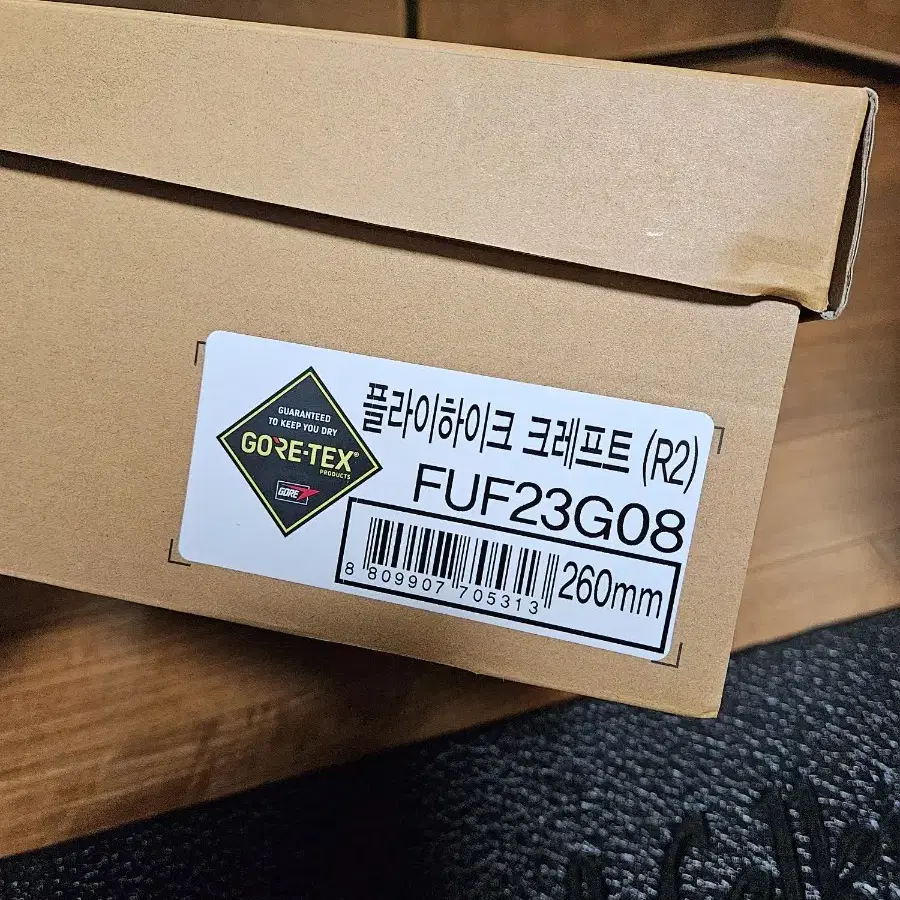 GUARANTEED
TO KEEP YOU DRY
GORE-TEX®
PRODUCTS
GORE
플라이하이크 크레프트 (R2)
FUF23G08
8 809907 705313
260mm